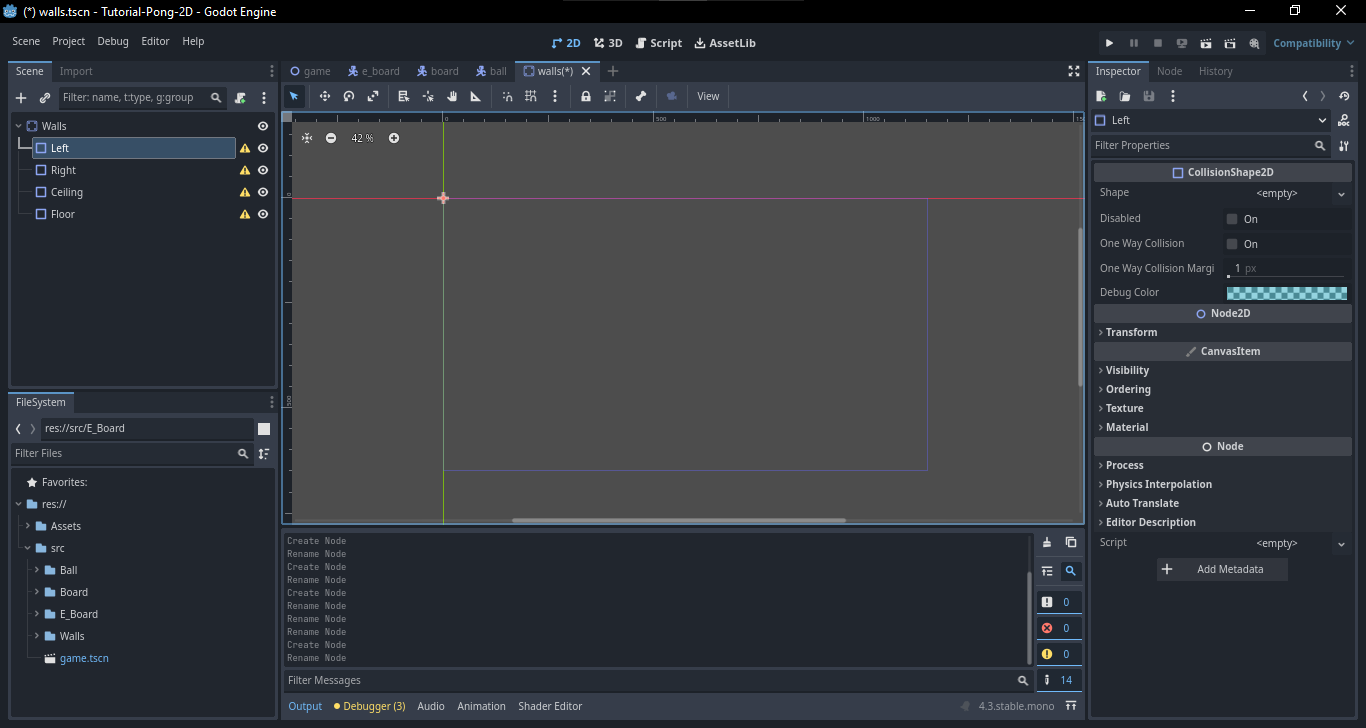 (*) walls.tscn - Tutorial-Pong-2D - Godot Engine
Scene Project Debug Editor Help
2D 3D Script AssetLib
Compatibility
Scene Import
Filter: name, t:type, g:group
Walls
Left
Right
Ceiling
Floor
FileSystem
res://src/E_Board
Filter Files
Favorites:
res://
Assets
src
Ball
Board
E_Board
Walls
game.tscn
game e_board board ball walls(*)
View
0 500 1000
42 %
0
500
Create Node
Rename Node
Create Node
Rename Node
Create Node
Rename Node
Rename Node
Rename Node
Create Node
Rename Node
0
0
0
14
Filter Messages
Output Debugger (3) Audio Animation Shader Editor
4.3.stable.mono
Inspector Node History
Left
Filter Properties
CollisionShape2D
Shape <empty>
Disabled On
One Way Collision On
One Way Collision Margi 1 px
Debug Color
Node2D
Transform
CanvasItem
Visibility
Ordering
Texture
Material
Node
Process
Physics Interpolation
Auto Translate
Editor Description
Script <empty>
Add Metadata